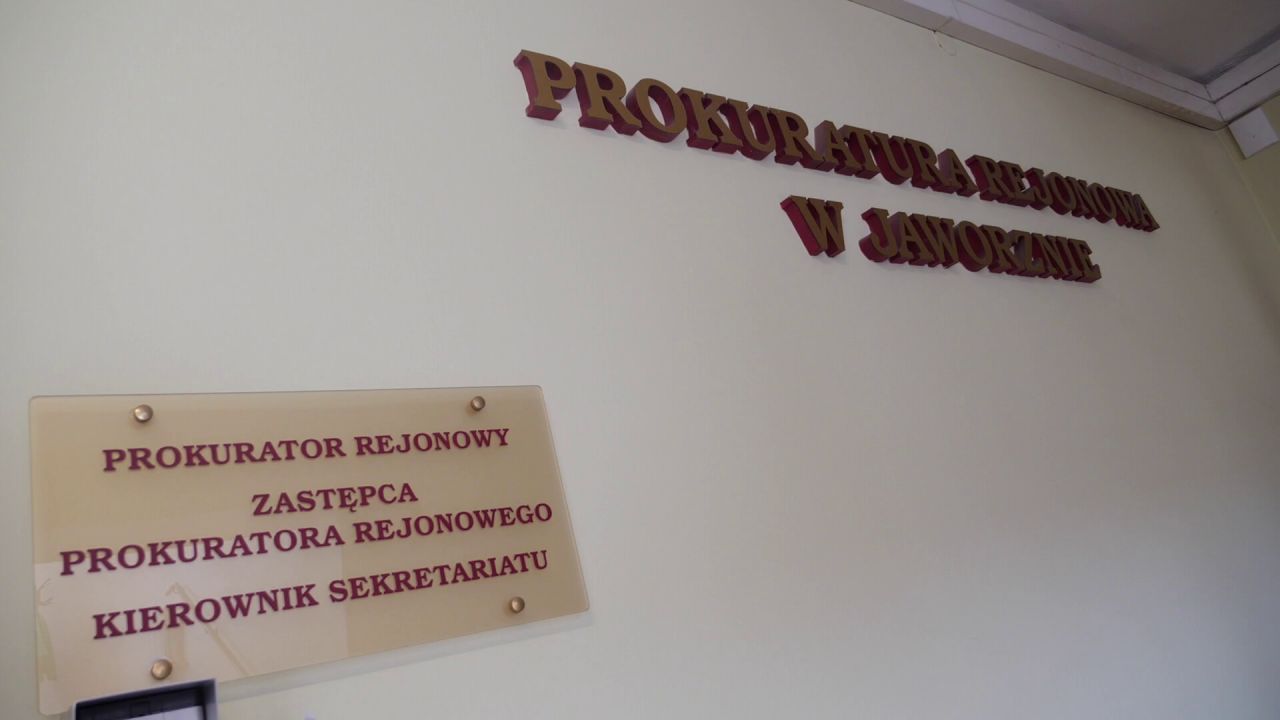 PROKURATURA REJONOWA
W JAWORZNIE
PROKURATOR REJONOWY
ZASTĘPCA
PROKURATORA REJONOWEGO
KIEROWNIK SEKRETARIATU